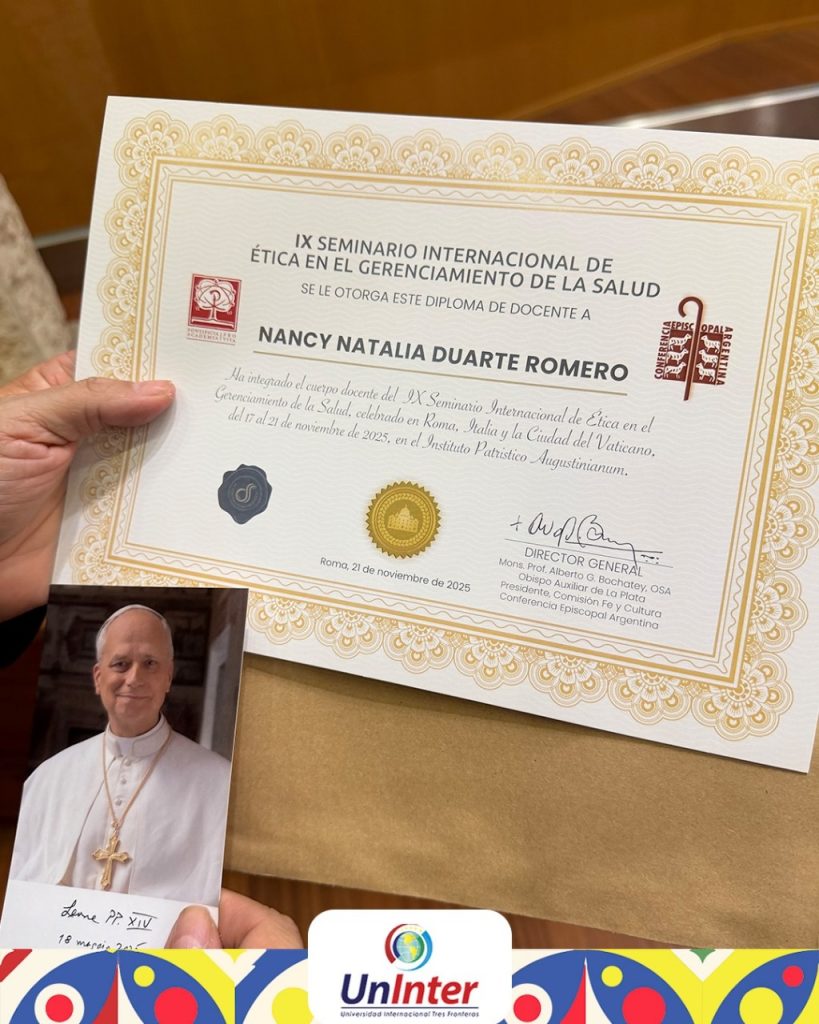 IX SEMINARIO INTERNACIONAL DE
ÉTICA EN EL GERENCIAMIENTO DE LA SALUD
SE LE OTORGA ESTE DIPLOMA DE DOCENTE A
NANCY NATALIA DUARTE ROMERO
Ha integrado el cuerpo docente del IX Seminario Internacional de Ética en el
Gerenciamiento de la Salud, celebrado en Roma, Italia y la Ciudad del Vaticano,
del 17 al 21 de noviembre de 2025, en el Instituto Patrístico Augustinianum.
CONFERENCIA
EPISCOPAL
ARGENTINA
Roma, 21 de noviembre de 2025
DIRECTOR GENERAL
Mons. Prof. Alberto G. Bochatey, OSA
Obispo Auxiliar de La Plata
Presidente, Comisión Fe y Cultura
Conferencia Episcopal Argentina
PP. XIV
18
UnInter
Universidad Internacional Tres Fronteras